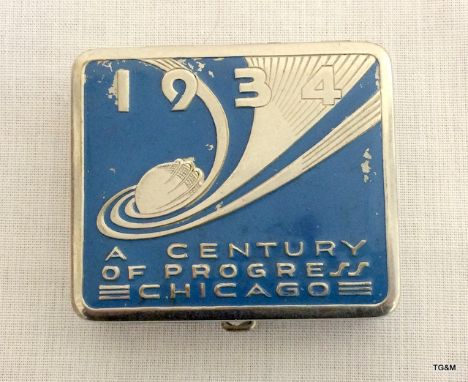 1934
A CENTURY
OF PROGRESS
CHICAGO
TG&M